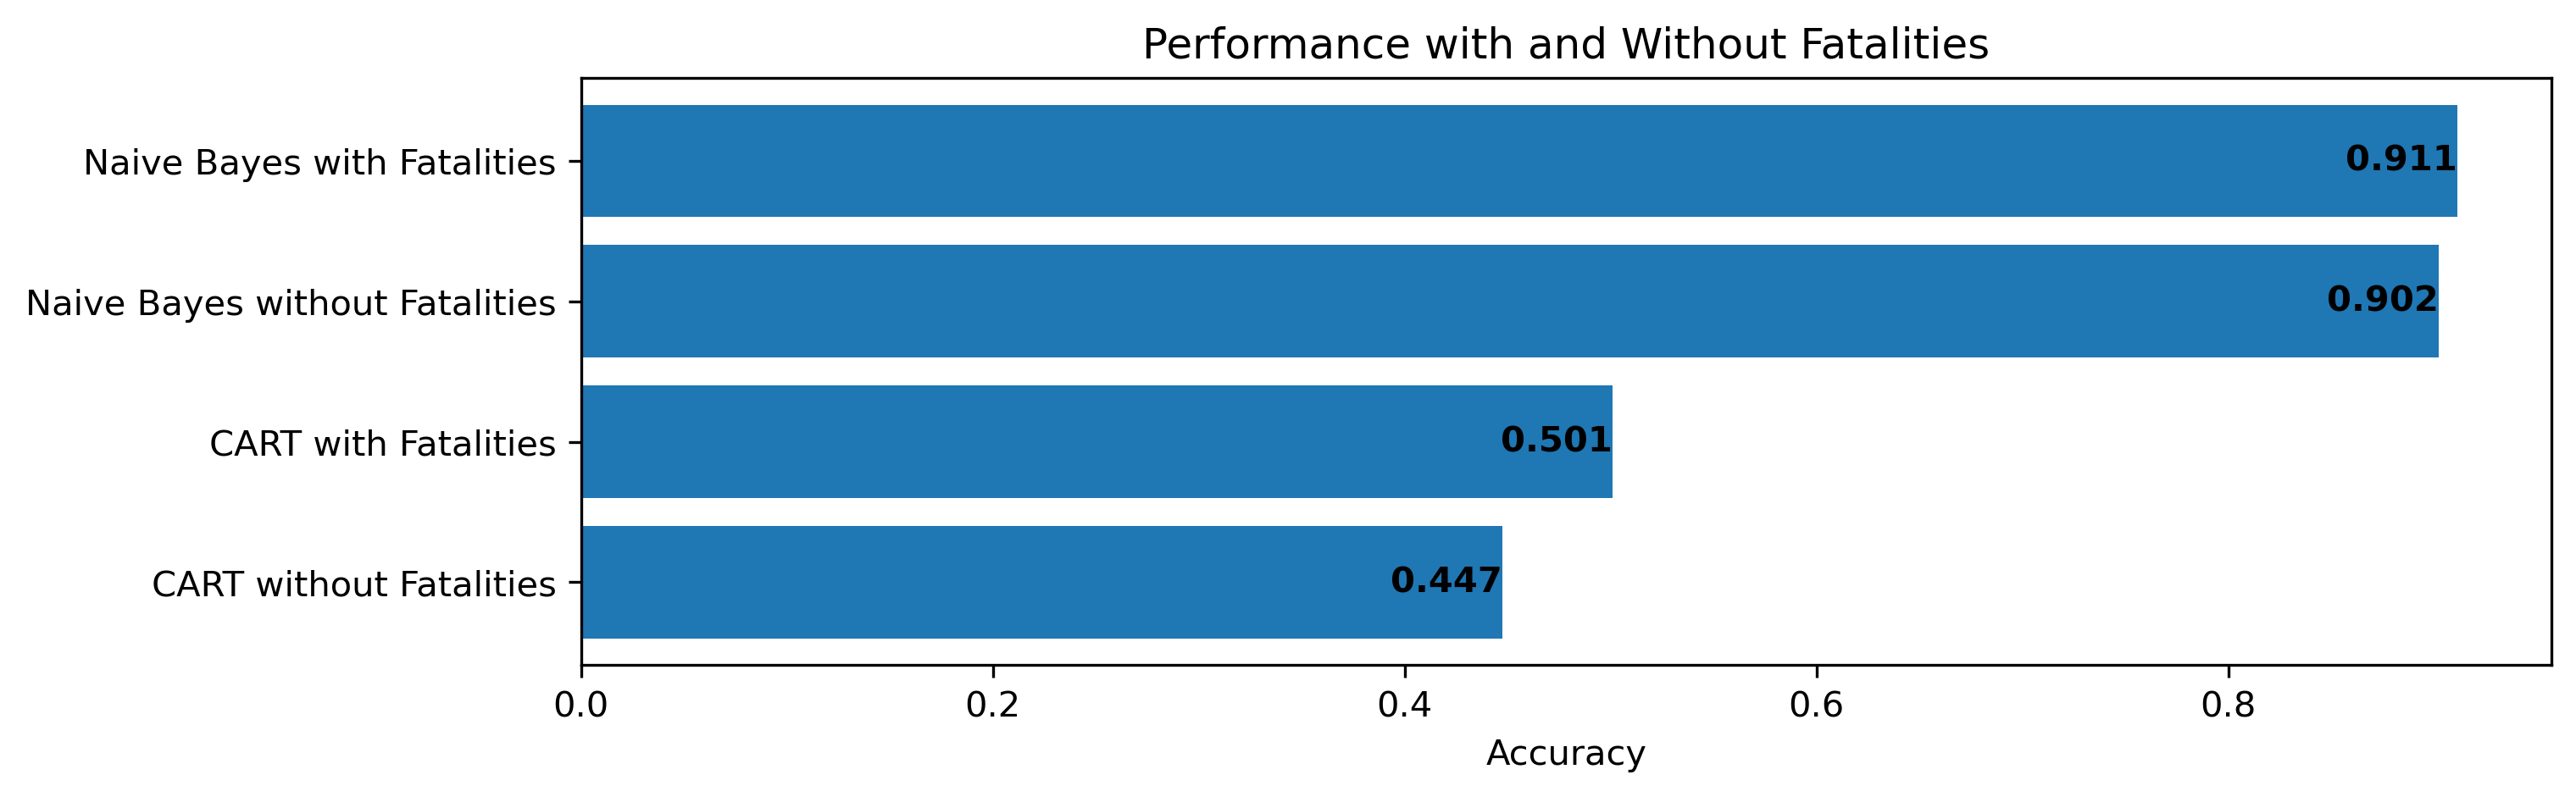 Performance with and Without Fatalities
Naive Bayes with Fatalities
0.911
Naive Bayes without Fatalities
0.902
CART with Fatalities
0.501
CART without Fatalities
0.447
0.0 0.2 0.4 0.6 0.8
Accuracy